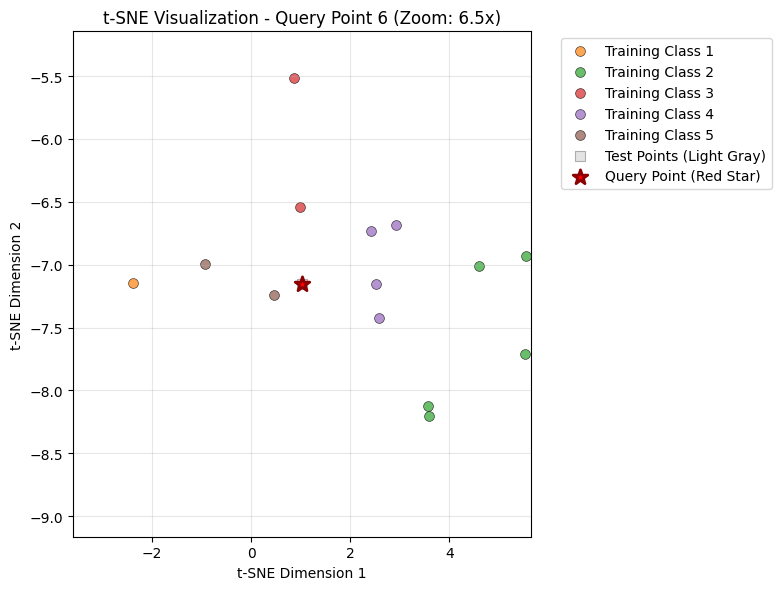 t-SNE Visualization - Query Point 6 (Zoom: 6.5x)
Training Class 1
Training Class 2
Training Class 3
Training Class 4
Training Class 5
Test Points (Light Gray)
Query Point (Red Star)
t-SNE Dimension 2
−5.5
−6.0
−6.5
−7.0
−7.5
−8.0
−8.5
−9.0
−2 0 2 4
t-SNE Dimension 1